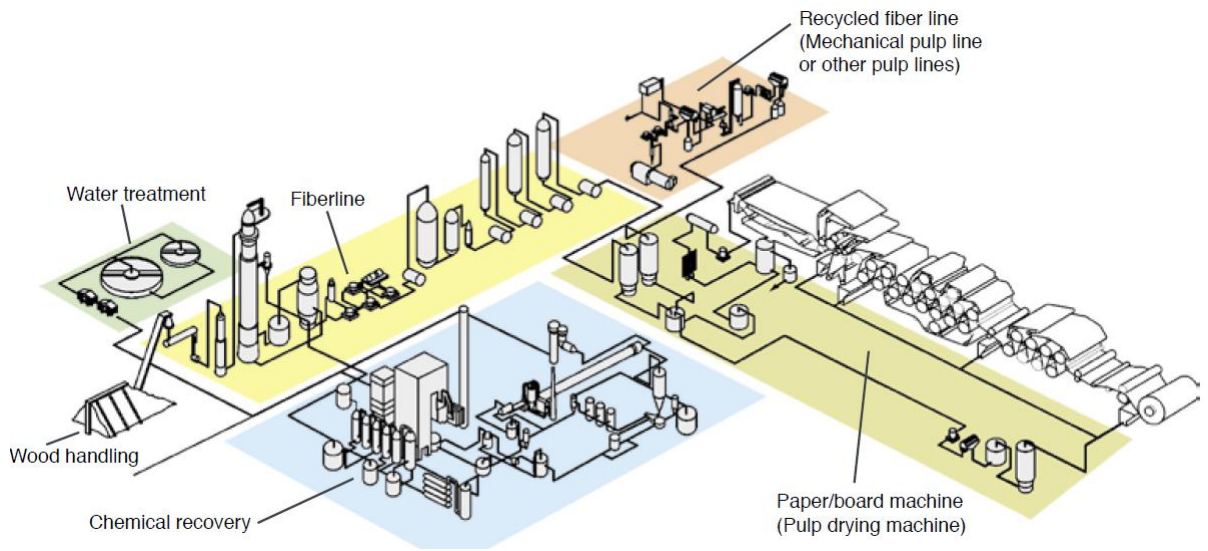 Recycled fiber line
(Mechanical pulp line
or other pulp lines)
Water treatment
Fiberline
Wood handling
Chemical recovery
Paper/board machine
(Pulp drying machine)